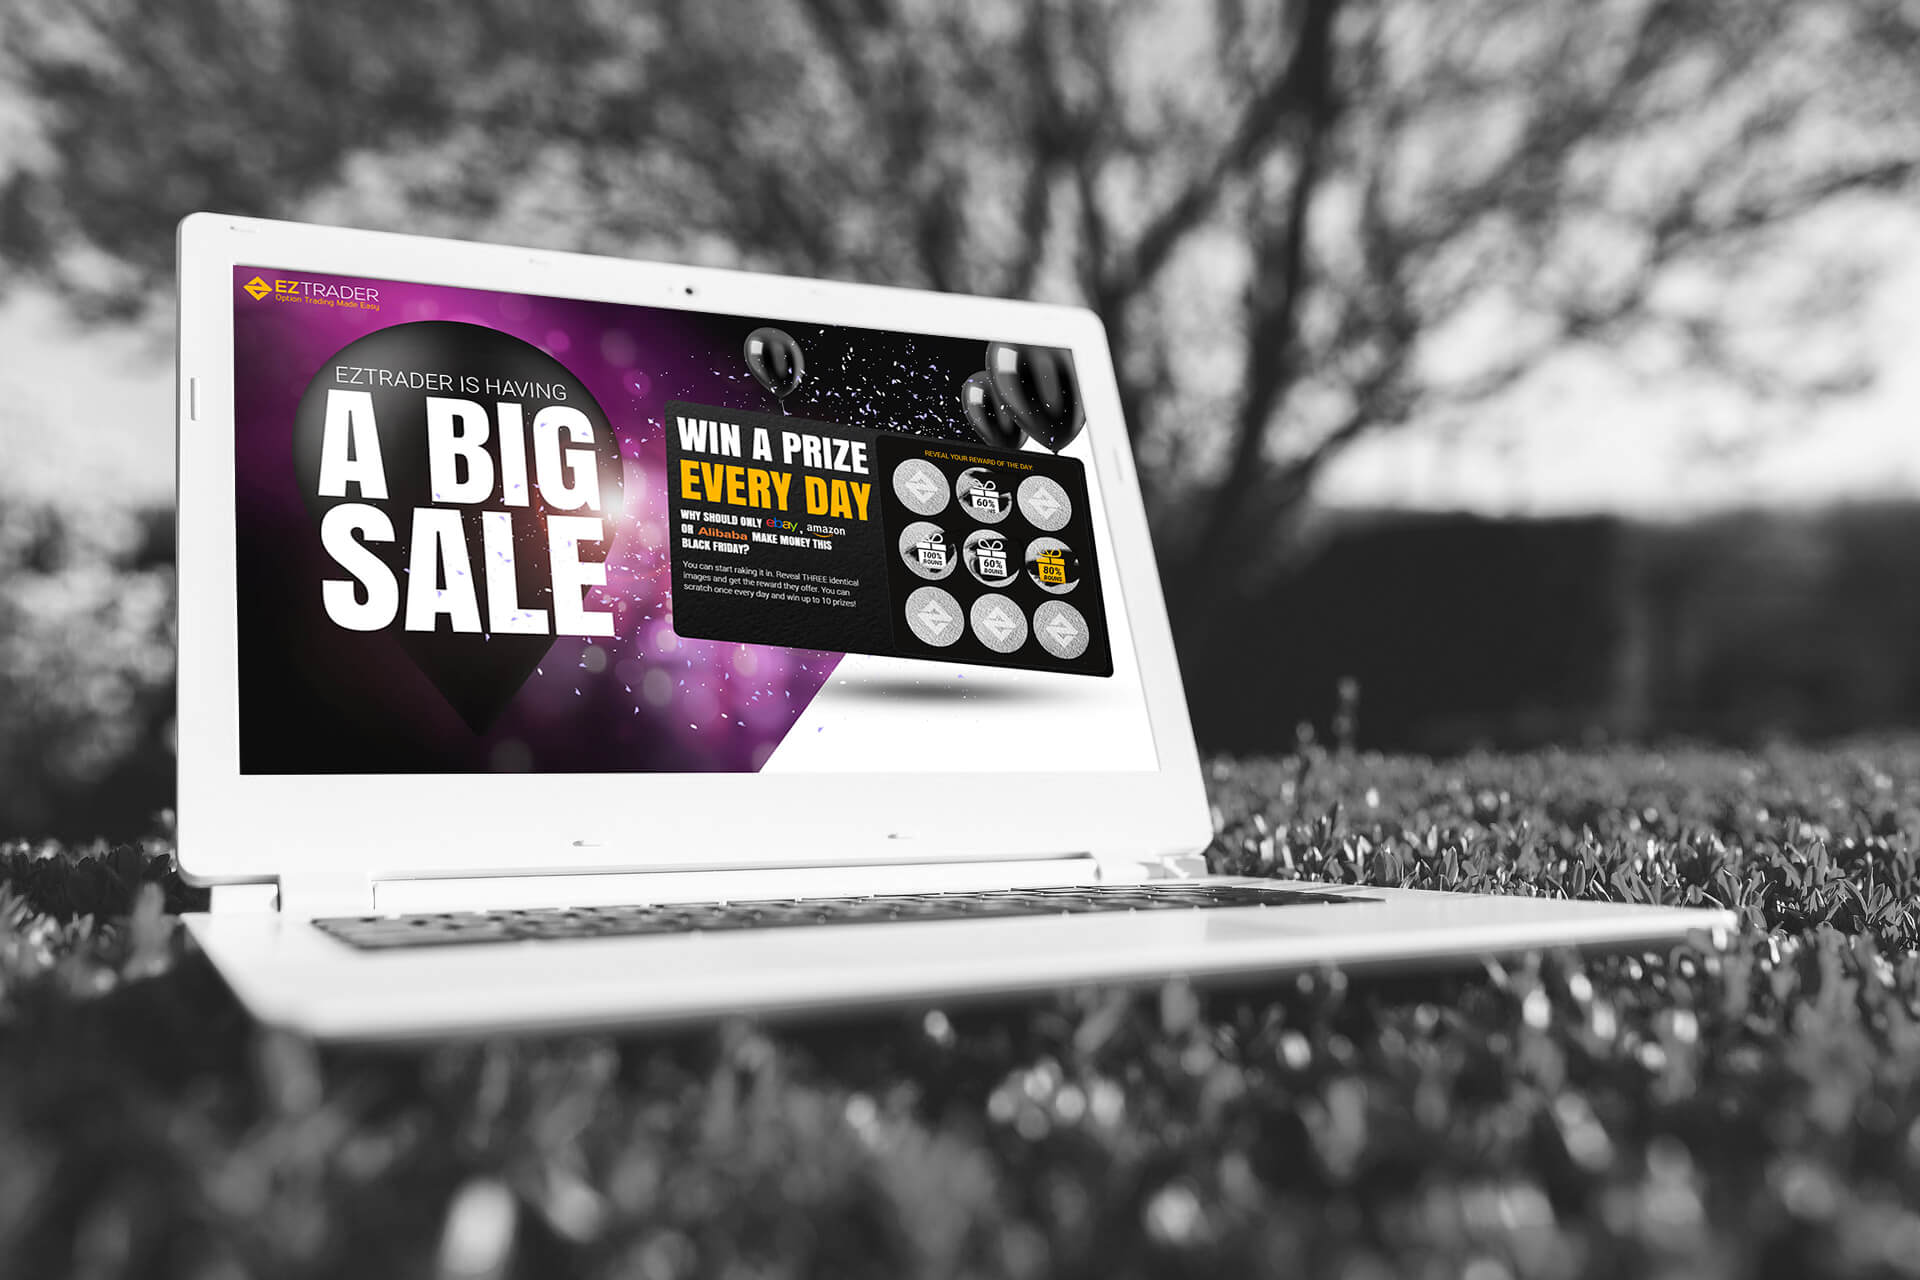 EZTRADER
Option Trading Made Easy
EZTRADER IS HAVING
A BIG
SALE
WIN A PRIZE
EVERY DAY
WHY SHOULD ONLY ebay, amazon
OR Alibaba MAKE MONEY THIS
BLACK FRIDAY?
You can start raking it in. Reveal THREE identical
images and get the reward they offer. You can
scratch once every day and win up to 10 prizes!
REVEAL YOUR REWARD OF THE DAY:
60%
100%
BOUNS
60%
BOUNS
80%
BOUNS